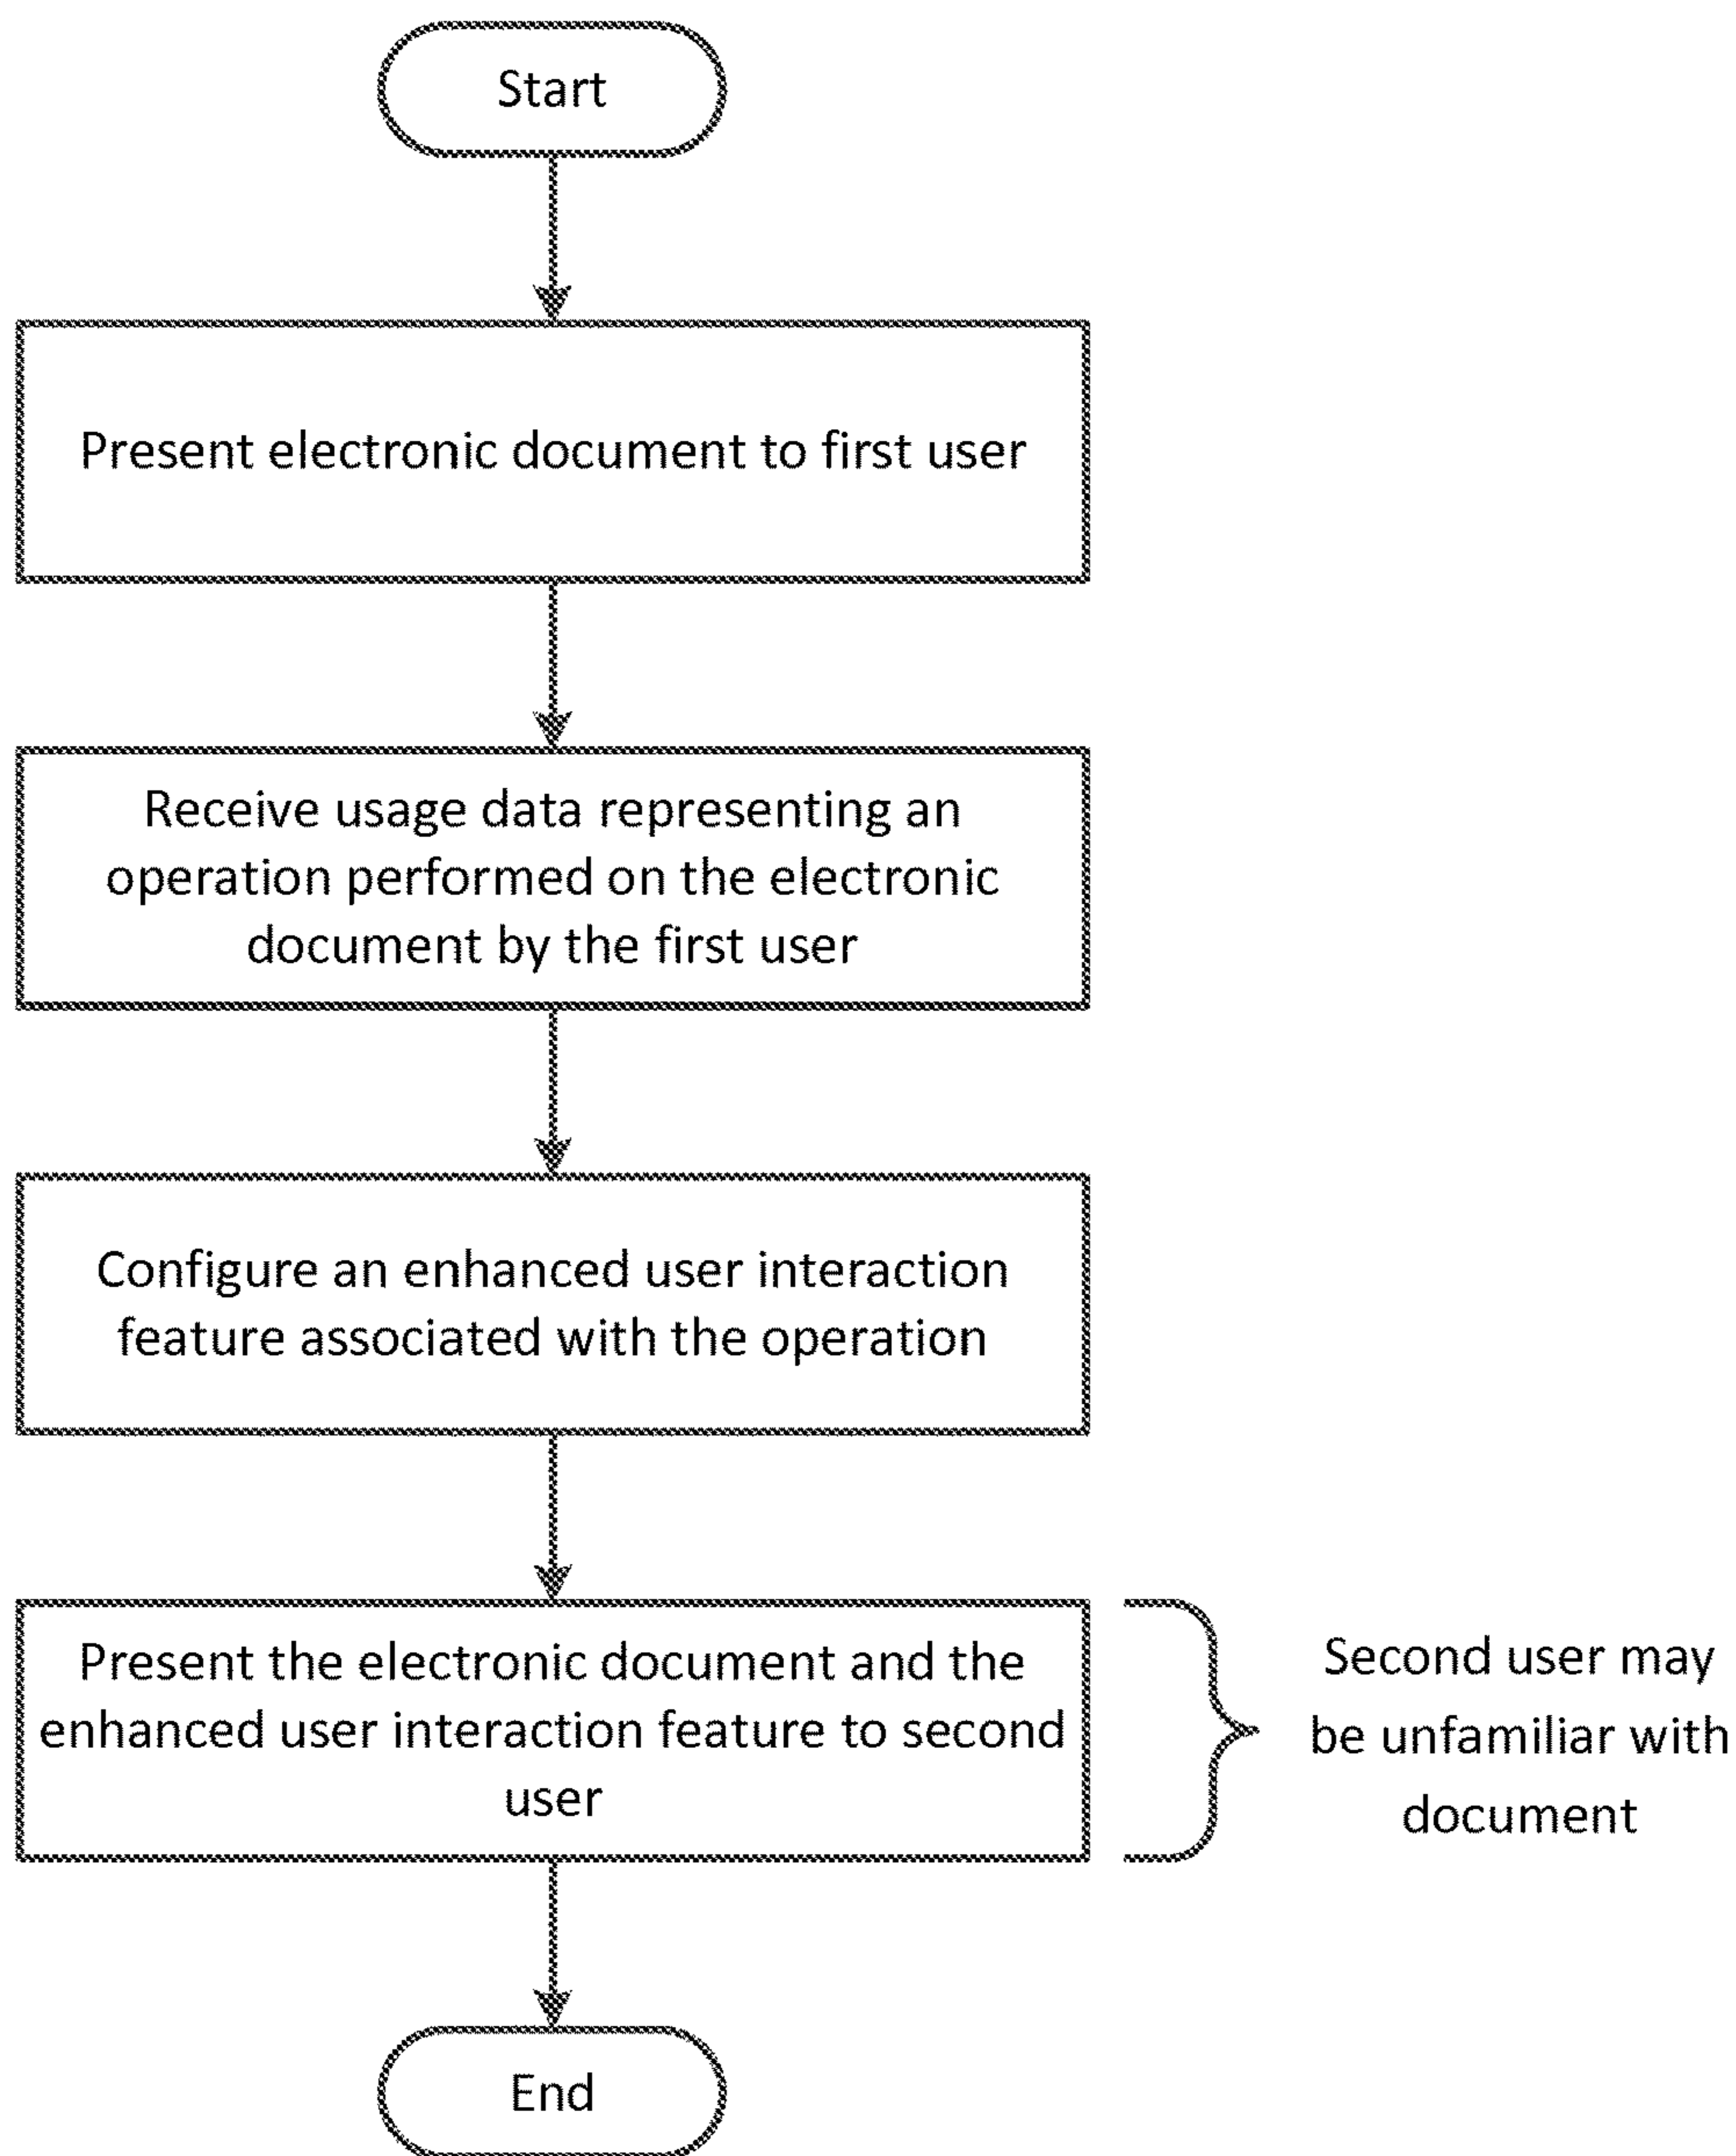 Start
Present electronic document to first user
Receive usage data representing an
operation performed on the electronic
document by the first user
Configure an enhanced user interaction
feature associated with the operation
Present the electronic document and the
enhanced user interaction feature to second
user
Second user may
be unfamiliar with
document
End